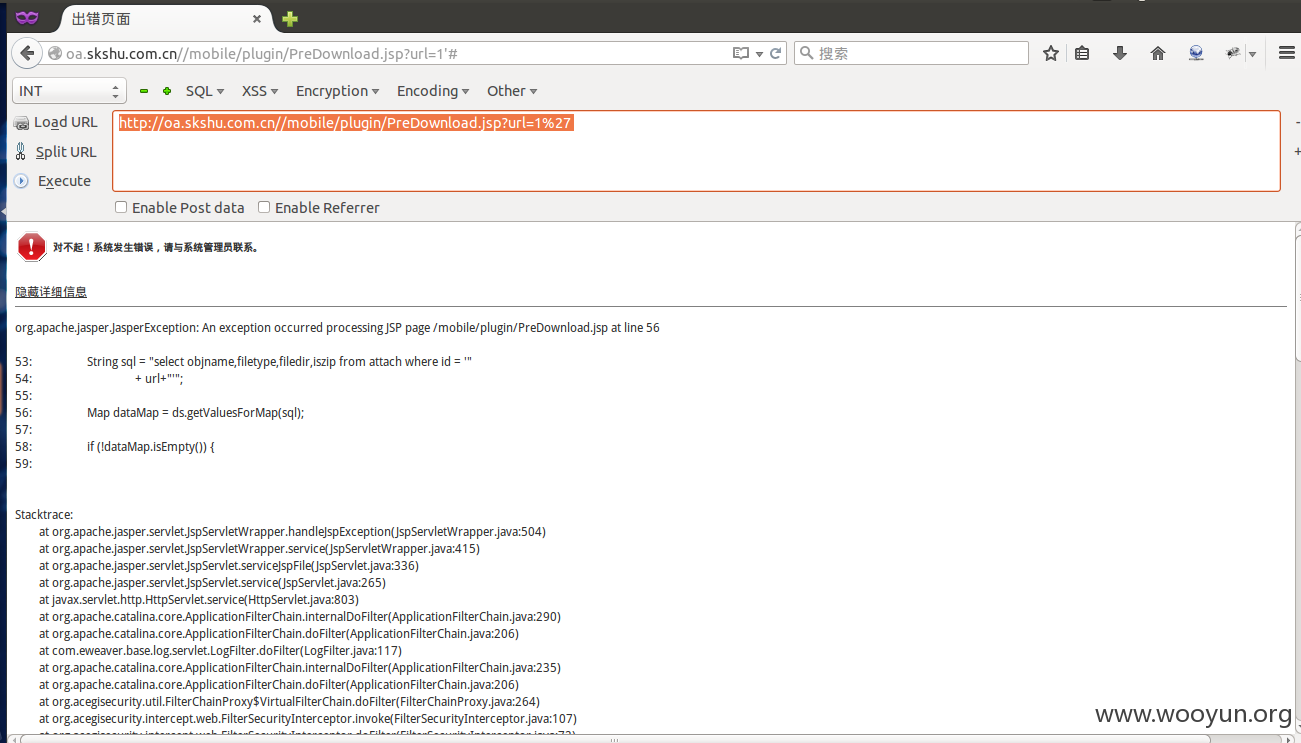 出错页面
oa.skshu.com.cn//mobile/plugin/PreDownload.jsp?url=1'#
搜索
INT
SQL XSS Encryption Encoding Other
Load URL
Split URL
Execute
http://oa.skshu.com.cn//mobile/plugin/PreDownload.jsp?url=1%27
Enable Post data Enable Referrer
对不起！系统发生错误，请与系统管理员联系。
隐藏详细信息
org.apache.jasper.JasperException: An exception occurred processing JSP page /mobile/plugin/PreDownload.jsp at line 56
53: String sql = "select objname,filetype,filedir,iszip from attach where id = '"
54: + url+"'";
55:
56: Map dataMap = ds.getValuesForMap(sql);
57:
58: if (!dataMap.isEmpty()) {
59:
Stacktrace:
at org.apache.jasper.servlet.JspServletWrapper.handleJspException(JspServletWrapper.java:504)
at org.apache.jasper.servlet.JspServletWrapper.service(JspServletWrapper.java:415)
at org.apache.jasper.servlet.JspServlet.serviceJspFile(JspServlet.java:336)
at org.apache.jasper.servlet.JspServlet.service(JspServlet.java:265)
at javax.servlet.http.HttpServlet.service(HttpServlet.java:803)
at org.apache.catalina.core.ApplicationFilterChain.internalDoFilter(ApplicationFilterChain.java:290)
at org.apache.catalina.core.ApplicationFilterChain.doFilter(ApplicationFilterChain.java:206)
at com.eweaver.base.log.servlet.LogFilter.doFilter(LogFilter.java:117)
at org.apache.catalina.core.ApplicationFilterChain.internalDoFilter(ApplicationFilterChain.java:235)
at org.apache.catalina.core.ApplicationFilterChain.doFilter(ApplicationFilterChain.java:206)
at org.acegisecurity.util.FilterChainProxy$VirtualFilterChain.doFilter(FilterChainProxy.java:264)
at org.acegisecurity.intercept.web.FilterSecurityInterceptor.invoke(FilterSecurityInterceptor.java:107)
at org.acegisecurity.intercept.web.FilterSecurityInterceptor.doFilter(FilterSecurityInterceptor.java:72)
www.wooyun.org